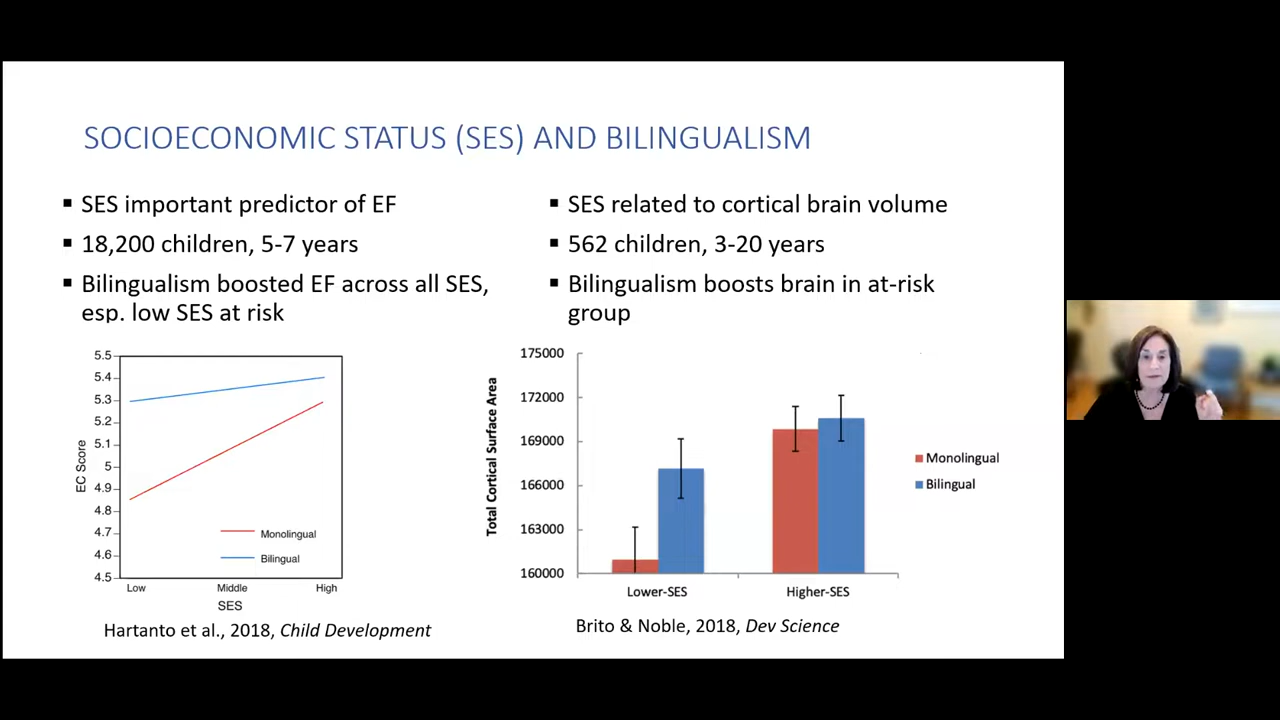 SOCIOECONOMIC STATUS (SES) AND BILINGUALISM
▪ SES important predictor of EF
▪ 18,200 children, 5-7 years
▪ Bilingualism boosted EF across all SES,
esp. low SES at risk
▪ SES related to cortical brain volume
▪ 562 children, 3-20 years
▪ Bilingualism boosts brain in at-risk
group
5.5
5.4
5.3
5.2
5.1
5
4.9
4.8
4.7
4.6
4.5
EC Score
Monolingual
Bilingual
Low Middle High
SES
Hartanto et al., 2018, Child Development
175000
172000
169000
166000
163000
160000
Total Cortical Surface Area
Lower-SES Higher-SES
Monolingual
Bilingual
Brito & Noble, 2018, Dev Science